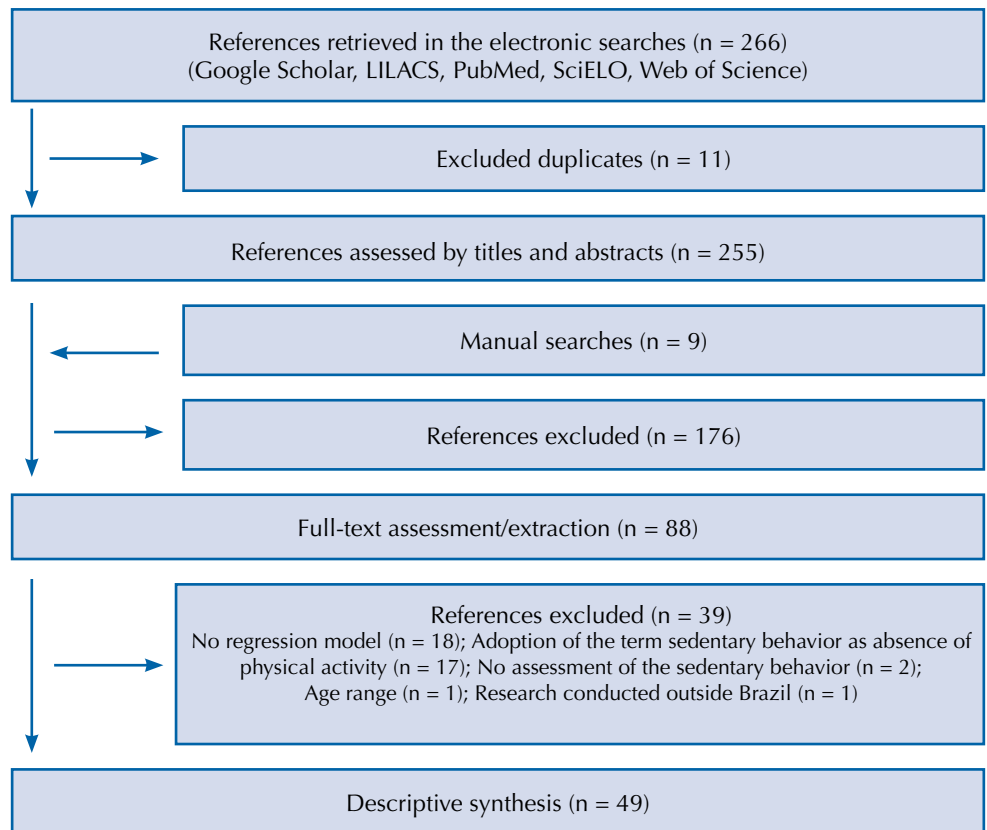 References retrieved in the electronic searches (n = 266)
(Google Scholar, LILACS, PubMed, SciELO, Web of Science)
Excluded duplicates (n = 11)
References assessed by titles and abstracts (n = 255)
Manual searches (n = 9)
References excluded (n = 176)
Full-text assessment/extraction (n = 88)
References excluded (n = 39)
No regression model (n = 18); Adoption of the term sedentary behavior as absence of
physical activity (n = 17); No assessment of the sedentary behavior (n = 2);
Age range (n = 1); Research conducted outside Brazil (n = 1)
Descriptive synthesis (n = 49)